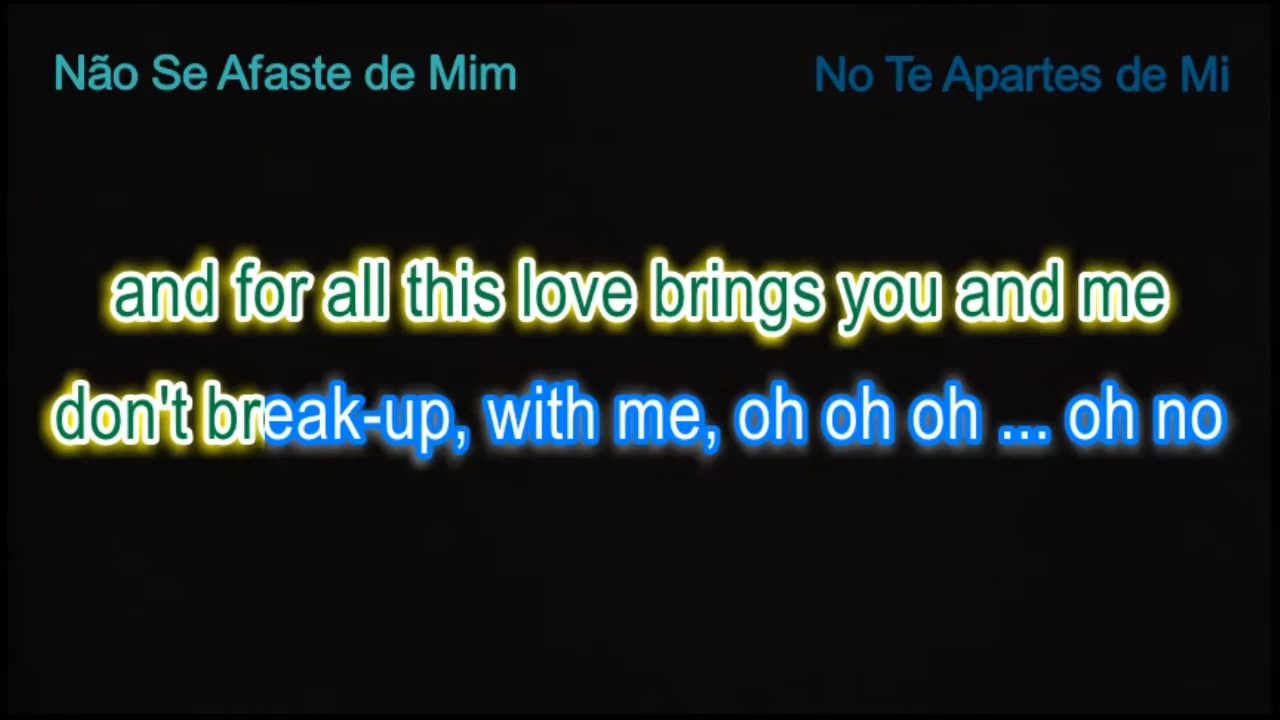 Não Se Afaste de Mim
No Te Apartes de Mi
and for all this love brings you and me
don't break-up, with me, oh oh oh ... oh no